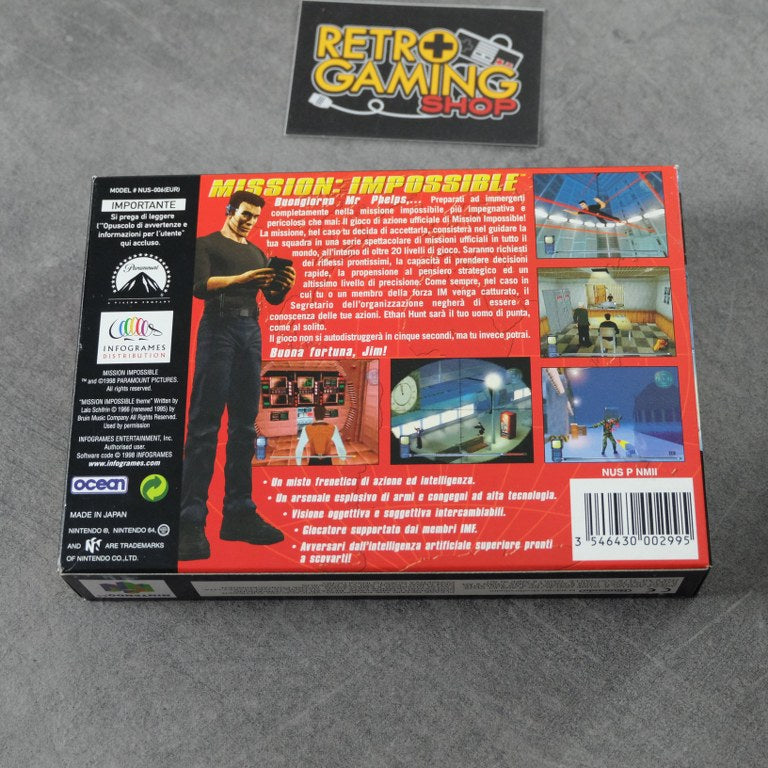 RETRO
GAMING
SHOP
MODEL # NUS-006(EUR)
IMPORTANTE
Si prega di leggere
l'"Opuscolo di avvertenze e
informazioni per l'utente"
qui accluso.
Paramount
INFOGRAMES
DISTRIBUTION
MISSION IMPOSSIBLE
™ and ©1998 PARAMOUNT PICTURES.
All rights reserved.
"MISSION IMPOSSIBLE theme" Written by
Lalo Schifrin © 1966 (renewed 1995) by
Bruin Music Company All Rights Reserved.
Used by permission
INFOGRAMES ENTERTAINMENT, Inc.
Authorised user.
Software code © 1998 INFOGRAMES
www.infogrames.com
ocean
MADE IN JAPAN
NINTENDO ®, NINTENDO 64,
AND ARE TRADEMARKS
OF NINTENDO CO., LTD.
MISSION: IMPOSSIBLE™
Buongiorno Mr Phelps,... Preparati ad immergerti
completamente nella missione impossibile più impegnativa e
pericolosa che mai: Il gioco di azione ufficiale di Mission Impossible!
La missione, nel caso tu decida di accettarla, consisterà nel guidare la
tua squadra in una serie spettacolare di missioni ufficiali in tutto il
mondo, all'interno di oltre 20 livelli di gioco. Saranno richiesti
dei riflessi prontissimi, la capacità di prendere decisioni
rapide, la propensione al pensiero strategico ed un
altissimo livello di precisione. Come sempre, nel caso in
cui tu o un membro della forza IM venga catturato, il
Segretario dell'organizzazione negherà di essere a
conoscenza delle tue azioni. Ethan Hunt sarà il tuo uomo di punta,
come al solito.
Il gioco non si autodistruggerà in cinque secondi, ma tu invece potrai.
Buona fortuna, Jim!
• Un misto frenetico di azione ed intelligenza.
• Un arsenale esplosivo di armi e congegni ad alta tecnologia.
• Visione oggettiva e soggettiva intercambiabili.
• Giocatore supportato dai membri IMF.
• Avversari dall'intelligenza artificiale superiore pronti
a scovarti!
NUS P NMII
3 546430 002995
NINTENDO